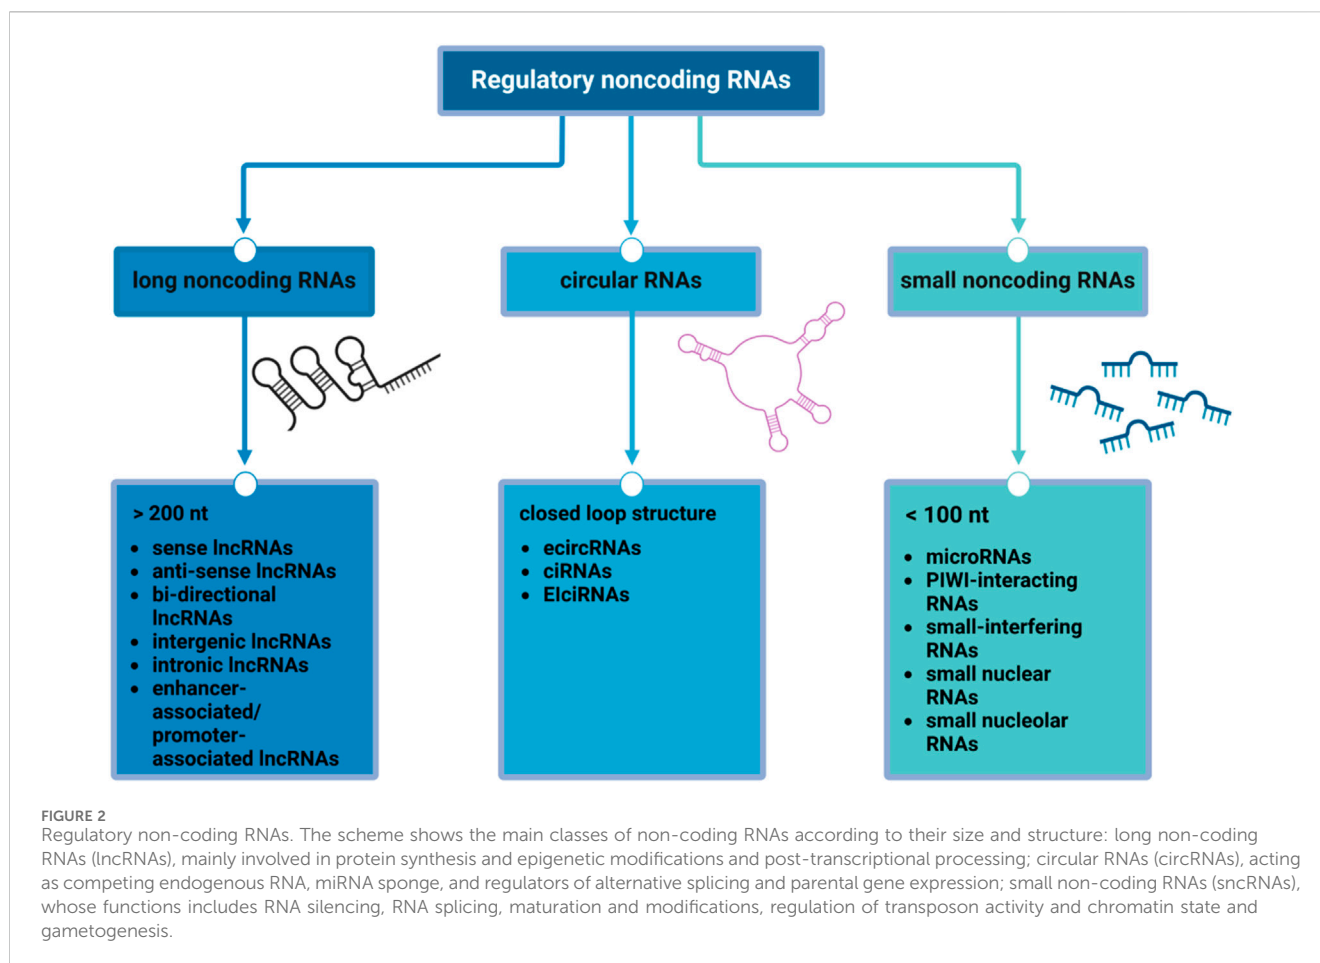 Regulatory noncoding RNAs
long noncoding RNAs
circular RNAs
small noncoding RNAs
> 200 nt
• sense lncRNAs
• anti-sense lncRNAs
• bi-directional
lncRNAs
• intergenic lncRNAs
• intronic lncRNAs
• enhancer-
associated/
promoter-
associated lncRNAs
closed loop structure
• ecircRNAs
• ciRNAs
• EIciRNAs
< 100 nt
• microRNAs
• PIWI-interacting
RNAs
• small-interfering
RNAs
• small nuclear
RNAs
• small nucleolar
RNAs
FIGURE 2
Regulatory non-coding RNAs. The scheme shows the main classes of non-coding RNAs according to their size and structure: long non-coding
RNAs (lncRNAs), mainly involved in protein synthesis and epigenetic modifications and post-transcriptional processing; circular RNAs (circRNAs), acting
as competing endogenous RNA, miRNA sponge, and regulators of alternative splicing and parental gene expression; small non-coding RNAs (sncRNAs),
whose functions includes RNA silencing, RNA splicing, maturation and modifications, regulation of transposon activity and chromatin state and
gametogenesis.